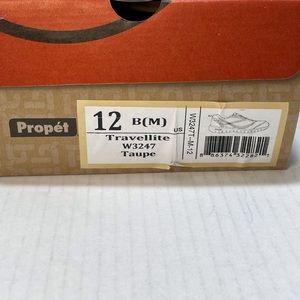 Propét
12 B(M) US
Travellite
W3247
Taupe
W3247T-M-12